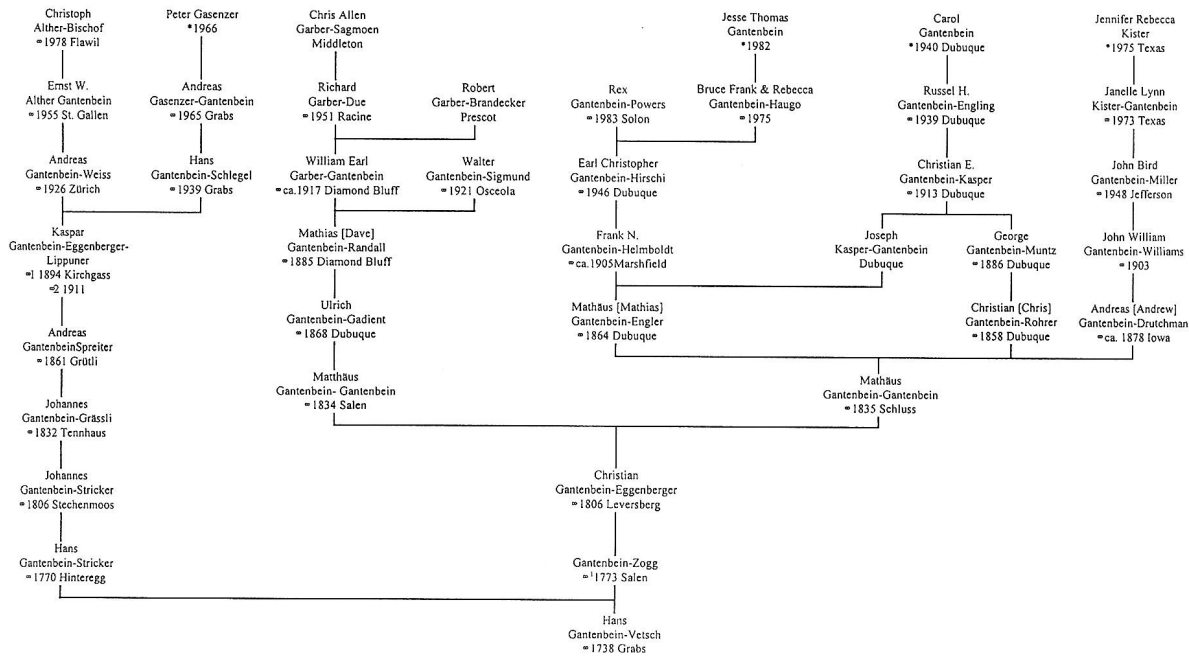 Christoph
Alther-Bischof
∞1978 Flawil
Peter Gasenzer
*1966
Chris Allen
Garber-Sagmoen
Middleton
Jesse Thomas
Gantenbein
*1982
Carol
Gantenbein
*1940 Dubuque
Jennifer Rebecca
Kister
*1975 Texas
Ernst W.
Alther Gantenbein
∞1955 St. Gallen
Andreas
Gasenzer-Gantenbein
∞1965 Grabs
Richard
Garber-Due
∞1951 Racine
Robert
Garber-Brandecker
Prescot
Rex
Gantenbein-Powers
∞1983 Solon
Bruce Frank & Rebecca
Gantenbein-Haugo
∞1975
Russel H.
Gantenbein-Engling
∞1939 Dubuque
Janelle Lynn
Kister-Gantenbein
∞1973 Texas
Andreas
Gantenbein-Weiss
∞1926 Zürich
Hans
Gantenbein-Schlegel
∞1939 Grabs
William Earl
Garber-Gantenbein
∞ca.1917 Diamond Bluff
Walter
Gantenbein-Sigmund
∞1921 Osceola
Earl Christopher
Gantenbein-Hirschi
∞1946 Dubuque
Christian E.
Gantenbein-Kasper
∞1913 Dubuque
John Bird
Gantenbein-Miller
∞1948 Jefferson
Kaspar
Gantenbein-Eggenberger-
Lippuner
∞1 1894 Kirchgass
∞2 1911
Mathias [Dave]
Gantenbein-Randall
∞1885 Diamond Bluff
Frank N.
Gantenbein-Helmboldt
∞ca.1905Marshfield
Joseph
Kasper-Gantenbein
Dubuque
George
Gantenbein-Muntz
∞1886 Dubuque
John William
Gantenbein-Williams
∞1903
Andreas
GantenbeinSpreiter
∞1861 Grütli
Ulrich
Gantenbein-Gadient
∞1868 Dubuque
Mathäus [Mathias]
Gantenbein-Engler
∞1864 Dubuque
Christian [Chris]
Gantenbein-Rohrer
∞1858 Dubuque
Andreas [Andrew]
Gantenbein-Drutchman
∞ca. 1878 Iowa
Johannes
Gantenbein-Grässli
∞1832 Tennhaus
Matthäus
Gantenbein- Gantenbein
∞1834 Salen
Mathäus
Gantenbein-Gantenbein
∞1835 Schluss
Johannes
Gantenbein-Stricker
∞1806 Stechenmoos
Christian
Gantenbein-Eggenberger
∞1806 Leversberg
Hans
Gantenbein-Stricker
∞1770 Hinteregg
Gantenbein-Zogg
∞¹1773 Salen
Hans
Gantenbein-Vetsch
∞1738 Grabs